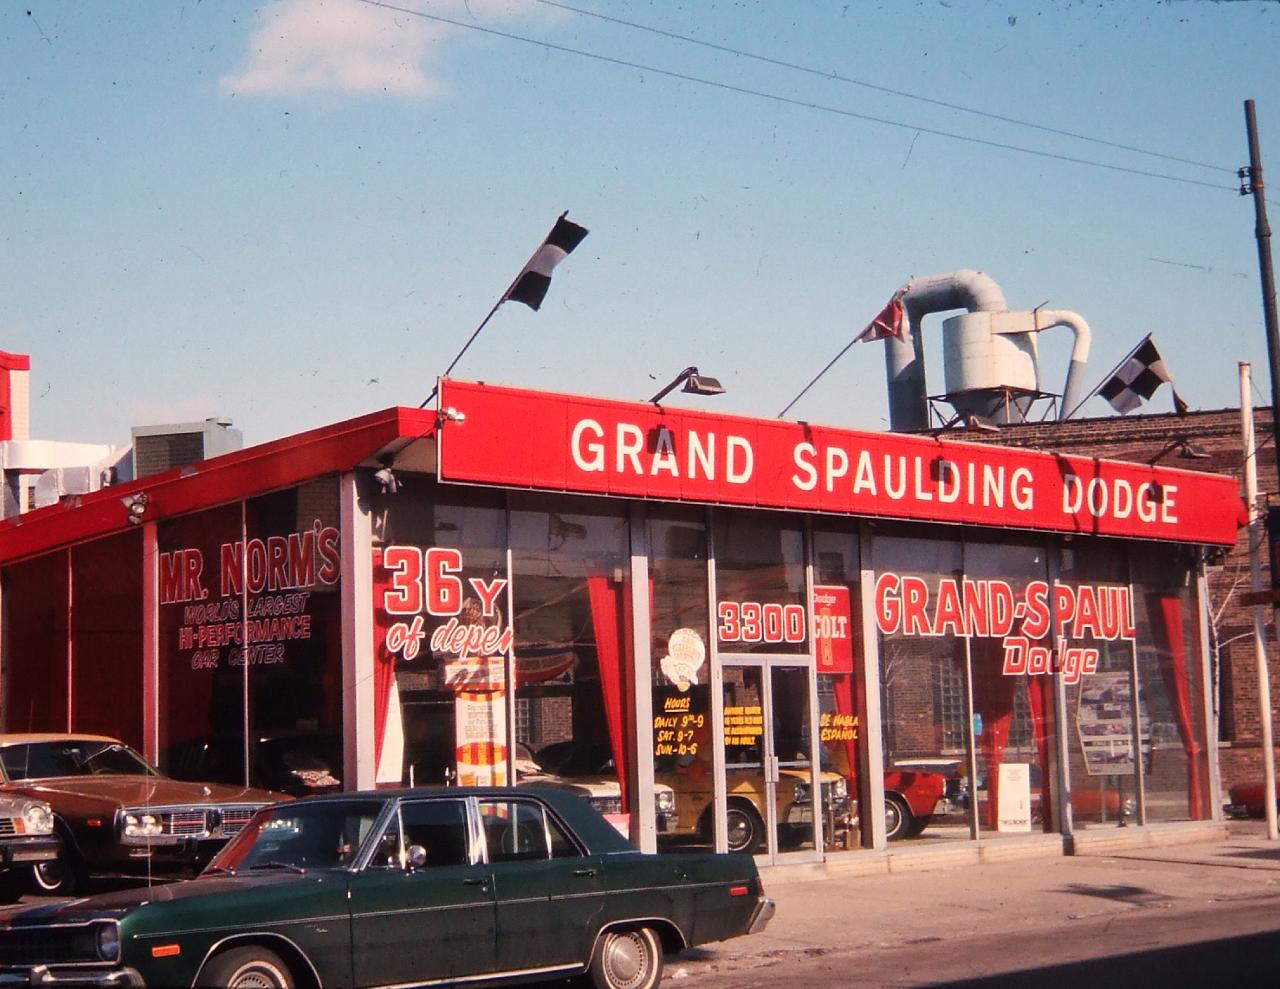 GRAND SPAULDING DODGE
MR. NORM'S
WORLD'S LARGEST
HI-PERFORMANCE
CAR CENTER
36 Y
of depen
3300
Dodge
COLT
GRAND-SPAUL
Dodge
HOURS
DAILY 9-9
SAT. 9-7
SUN-10-6
SE HABLA
ESPAÑOL